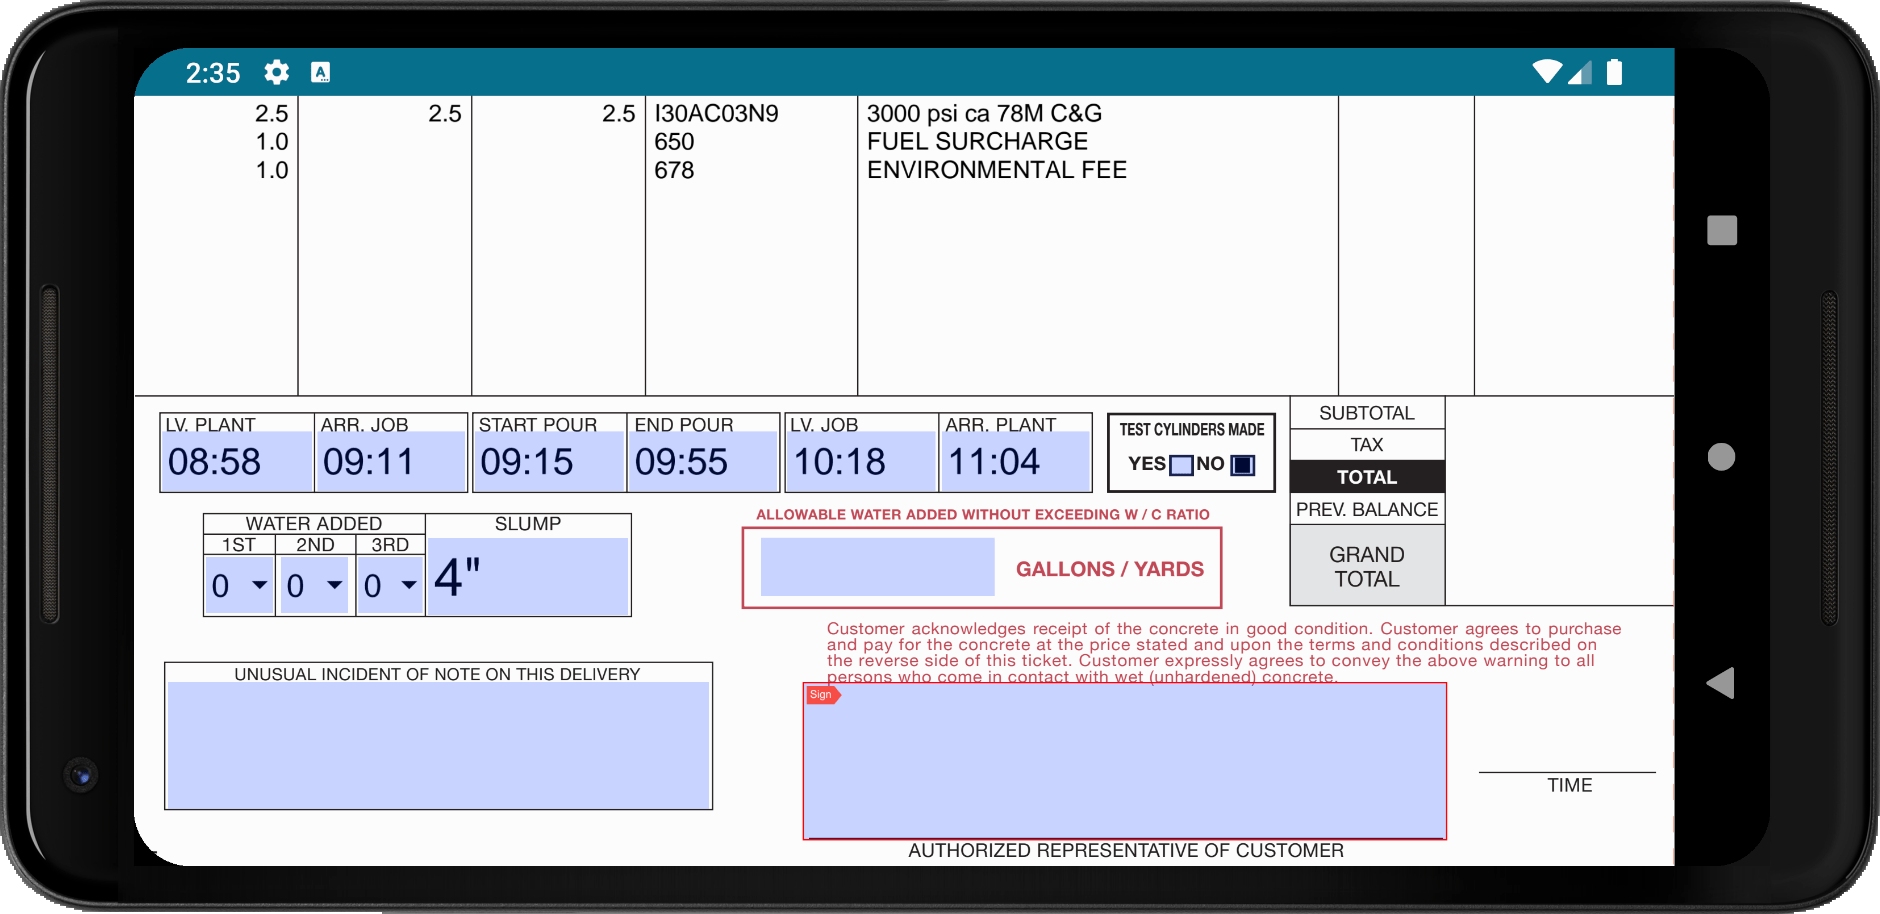 2:35 A
2.5 2.5 2.5 I30AC03N9 3000 psi ca 78M C&G
1.0 650 FUEL SURCHARGE
1.0 678 ENVIRONMENTAL FEE
LV. PLANT ARR. JOB START POUR END POUR LV. JOB ARR. PLANT
08:58 09:11 09:15 09:55 10:18 11:04
TEST CYLINDERS MADE
YES NO
SUBTOTAL
TAX
TOTAL
PREV. BALANCE
GRAND
TOTAL
WATER ADDED SLUMP
1ST 2ND 3RD
0 0 0 4"
ALLOWABLE WATER ADDED WITHOUT EXCEEDING W / C RATIO
GALLONS / YARDS
Customer acknowledges receipt of the concrete in good condition. Customer agrees to purchase
and pay for the concrete at the price stated and upon the terms and conditions described on
the reverse side of this ticket. Customer expressly agrees to convey the above warning to all
persons who come in contact with wet (unhardened) concrete.
UNUSUAL INCIDENT OF NOTE ON THIS DELIVERY
Sign
TIME
AUTHORIZED REPRESENTATIVE OF CUSTOMER